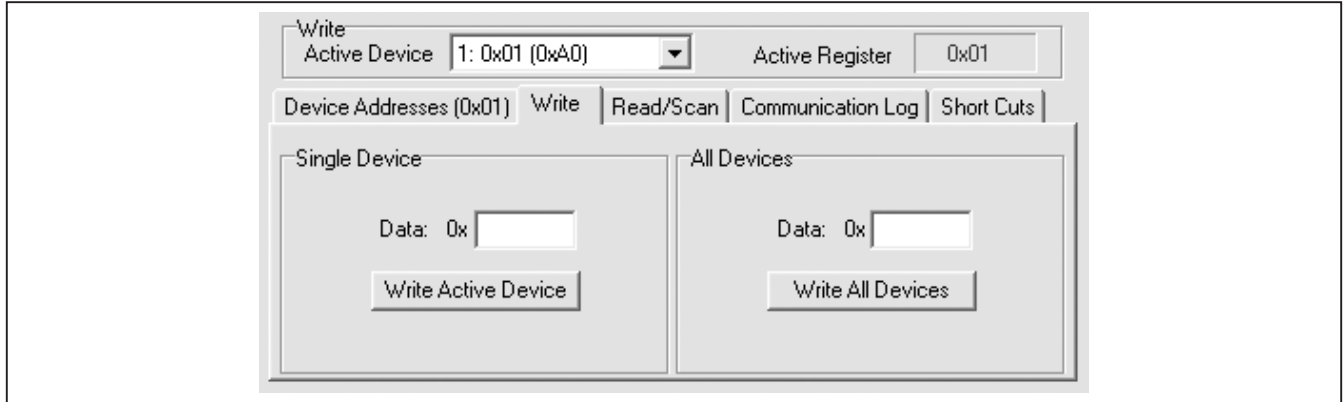 Write
Active Device 1: 0x01 (0xA0) Active Register 0x01
Device Addresses (0x01) Write Read/Scan Communication Log Short Cuts
Single Device All Devices
Data: 0x Data: 0x
Write Active Device Write All Devices